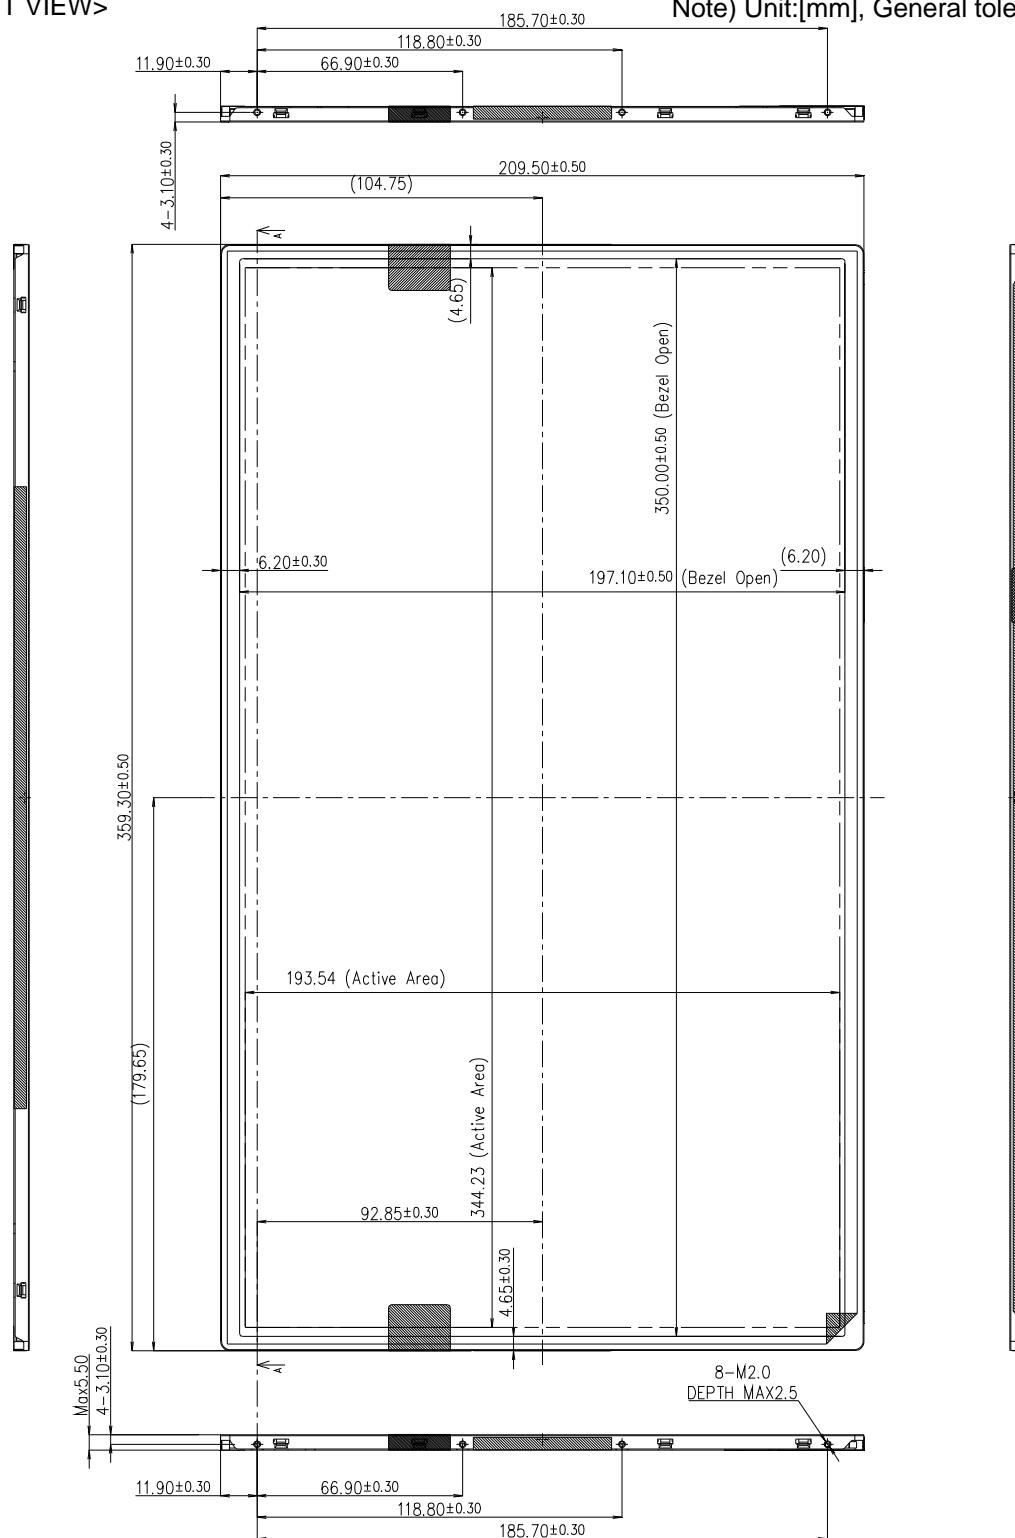 T VIEW>
Note) Unit:[mm], General tole
185.70±0.30
118.80±0.30
11.90±0.30
66.90±0.30
4-3.10±0.30
209.50±0.50
(104.75)
A
(4.65)
350.00±0.50 (Bezel Open)
6.20±0.30
(6.20)
197.10±0.50 (Bezel Open)
359.30±0.50
193.54 (Active Area)
(179.65)
344.23 (Active Area)
92.85±0.30
4.65±0.30
A
Max5.50
4-3.10±0.30
8-M2.0
DEPTH MAX2.5
11.90±0.30
66.90±0.30
118.80±0.30
185.70±0.30